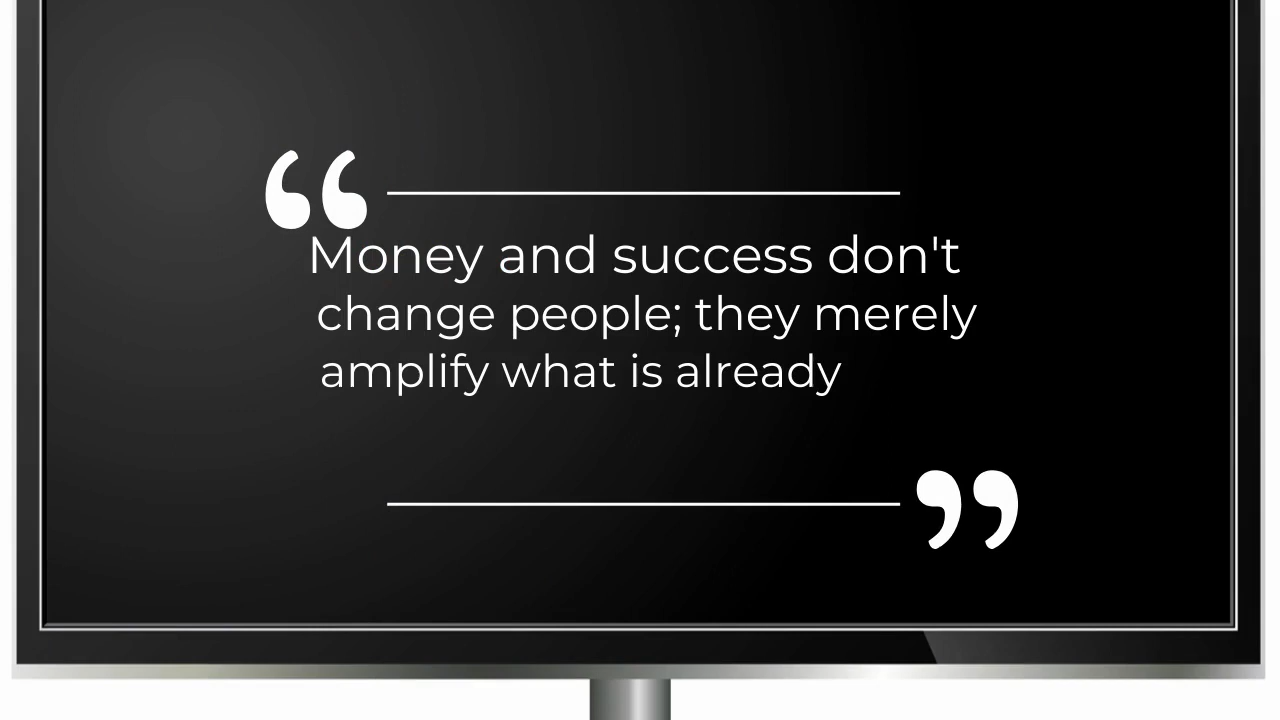 “
Money and success don't
change people; they merely
amplify what is already
”